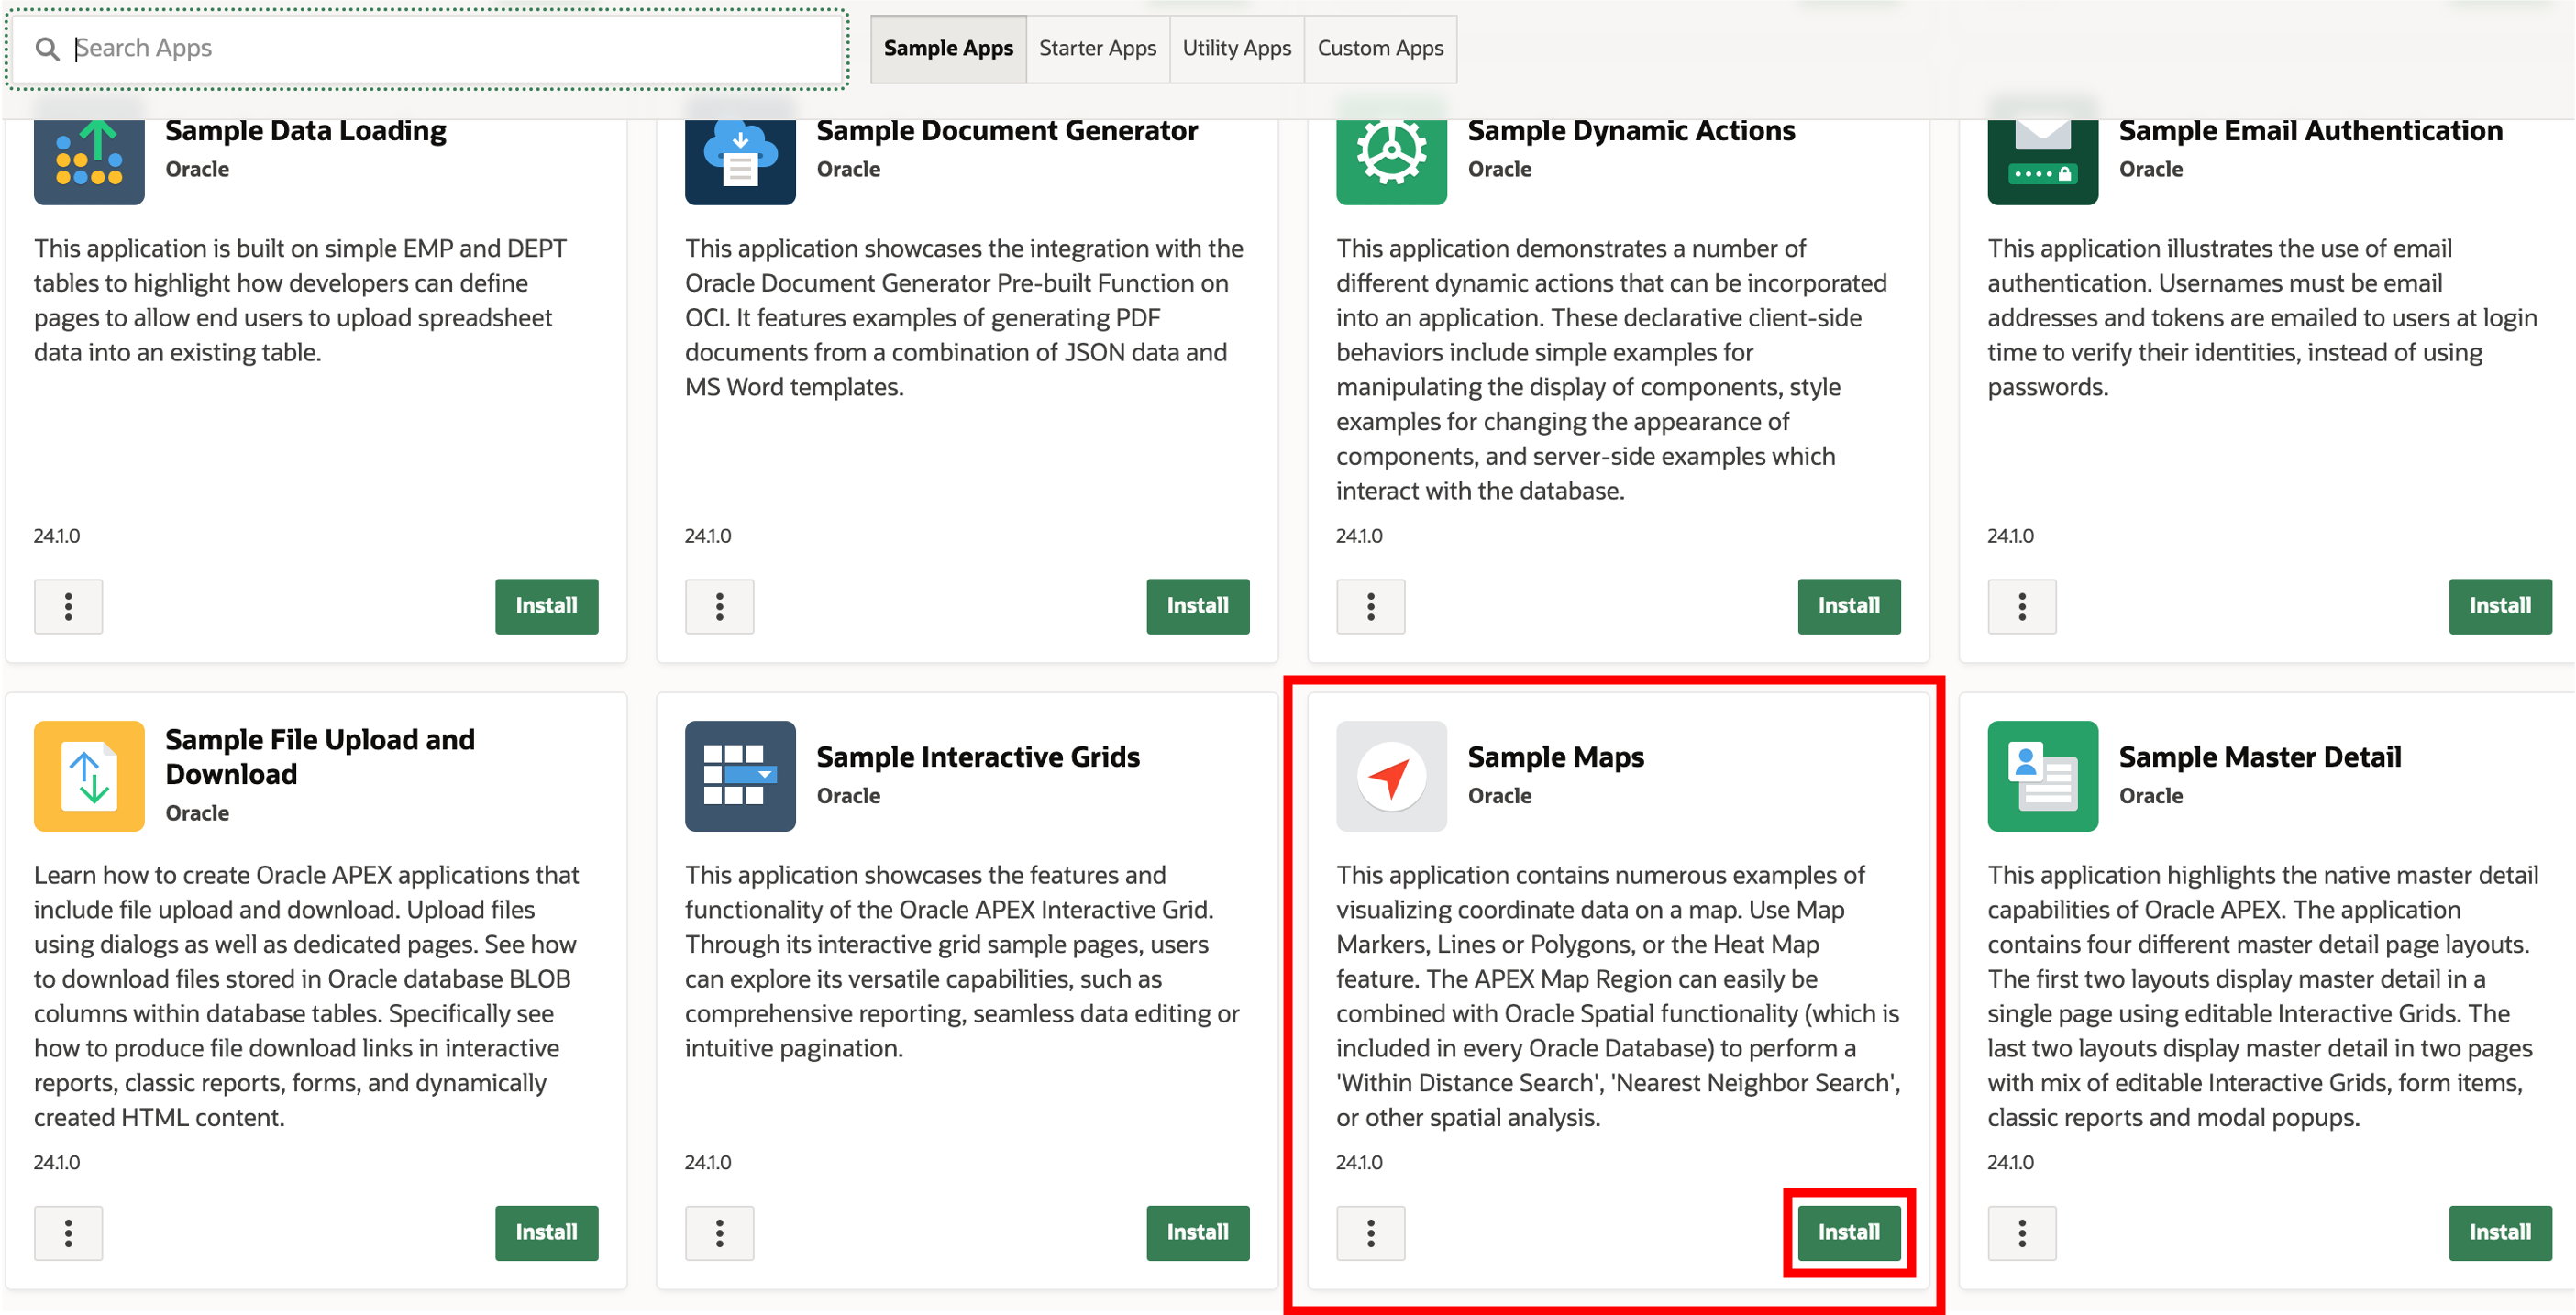 Search Apps
Sample Apps
Starter Apps
Utility Apps
Custom Apps
Sample Data Loading
Oracle
This application is built on simple EMP and DEPT
tables to highlight how developers can define
pages to allow end users to upload spreadsheet
data into an existing table.
24.1.0
Install
Sample Document Generator
Oracle
This application showcases the integration with the
Oracle Document Generator Pre-built Function on
OCI. It features examples of generating PDF
documents from a combination of JSON data and
MS Word templates.
24.1.0
Install
Sample Dynamic Actions
Oracle
This application demonstrates a number of
different dynamic actions that can be incorporated
into an application. These declarative client-side
behaviors include simple examples for
manipulating the display of components, style
examples for changing the appearance of
components, and server-side examples which
interact with the database.
24.1.0
Install
Sample Email Authentication
Oracle
This application illustrates the use of email
authentication. Usernames must be email
addresses and tokens are emailed to users at login
time to verify their identities, instead of using
passwords.
24.1.0
Install
Sample File Upload and
Download
Oracle
Learn how to create Oracle APEX applications that
include file upload and download. Upload files
using dialogs as well as dedicated pages. See how
to download files stored in Oracle database BLOB
columns within database tables. Specifically see
how to produce file download links in interactive
reports, classic reports, forms, and dynamically
created HTML content.
24.1.0
Install
Sample Interactive Grids
Oracle
This application showcases the features and
functionality of the Oracle APEX Interactive Grid.
Through its interactive grid sample pages, users
can explore its versatile capabilities, such as
comprehensive reporting, seamless data editing or
intuitive pagination.
24.1.0
Install
Sample Maps
Oracle
This application contains numerous examples of
visualizing coordinate data on a map. Use Map
Markers, Lines or Polygons, or the Heat Map
feature. The APEX Map Region can easily be
combined with Oracle Spatial functionality (which is
included in every Oracle Database) to perform a
'Within Distance Search', 'Nearest Neighbor Search',
or other spatial analysis.
24.1.0
Install
Sample Master Detail
Oracle
This application highlights the native master detail
capabilities of Oracle APEX. The application
contains four different master detail page layouts.
The first two layouts display master detail in a
single page using editable Interactive Grids. The
last two layouts display master detail in two pages
with mix of editable Interactive Grids, form items,
classic reports and modal popups.
24.1.0
Install